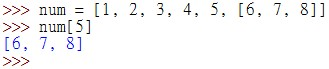 >>> num = [1, 2, 3, 4, 5, [6, 7, 8]]
>>> num[5]
[6, 7, 8]
>>>